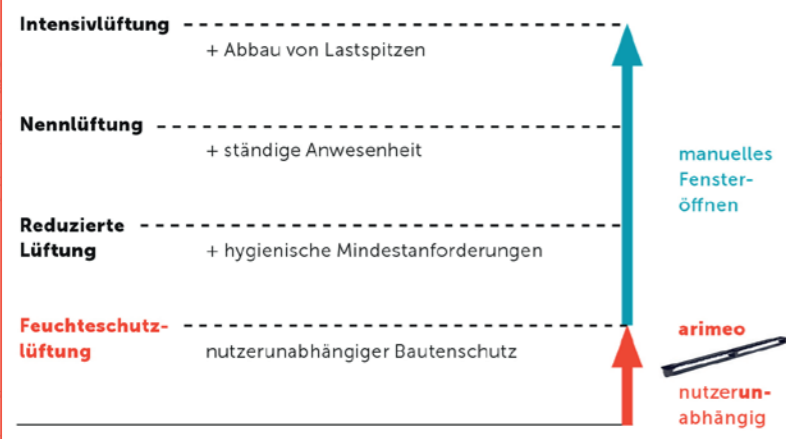 Intensivlüftung
+ Abbau von Lastspitzen
Nennlüftung
+ ständige Anwesenheit
manuelles
Fenster-
öffnen
Reduzierte
Lüftung
+ hygienische Mindestanforderungen
Feuchteschutz-
lüftung
nutzerunabhängiger Bautenschutz
arimeo
nutzerun-
abhängig